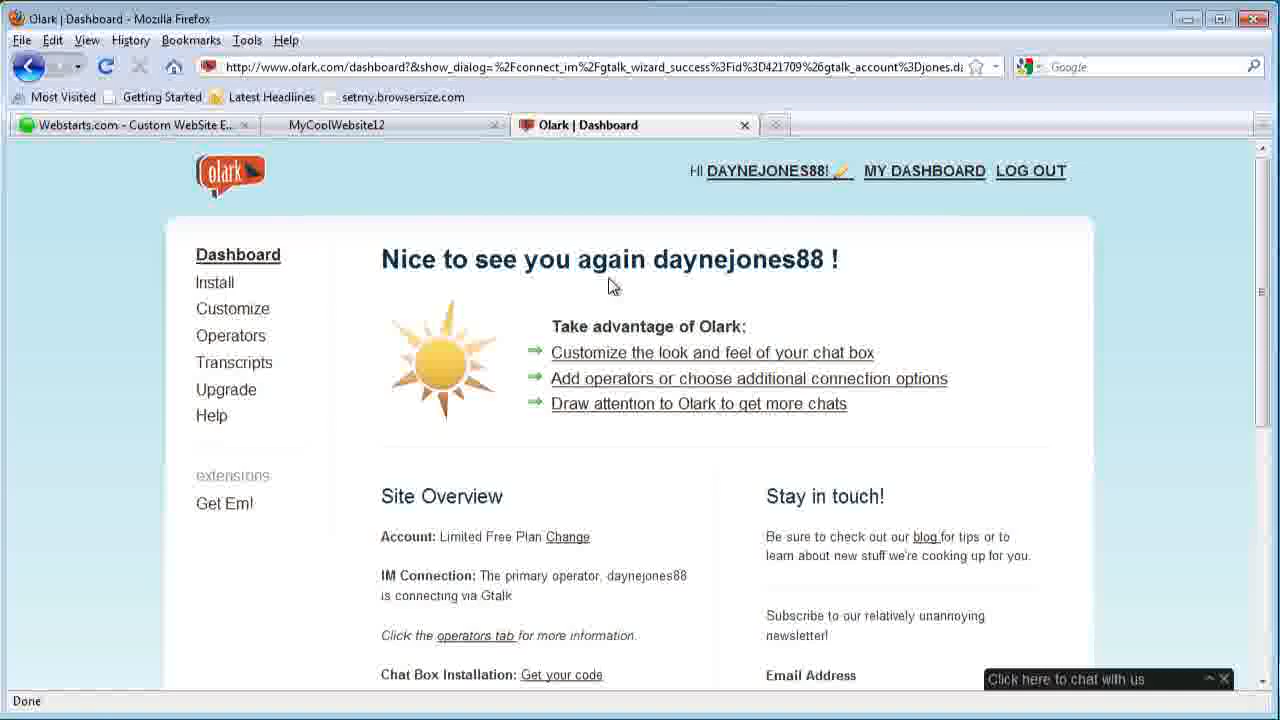 Olark | Dashboard - Mozilla Firefox
File Edit View History Bookmarks Tools Help
http://www.olark.com/dashboard?&show_dialog=%2Fconnect_im%2Fgtalk_wizard_success%3Fid%3D421709%26gtalk_account%3Djones.da
Google
Most Visited Getting Started Latest Headlines setmy.browsersize.com
Webstarts.com - Custom WebSite E...
MyCoolWebsite12
Olark | Dashboard
olark
HI DAYNEJONES88! MY DASHBOARD LOG OUT
Dashboard
Install
Customize
Operators
Transcripts
Upgrade
Help
extensions
Get Em!
Nice to see you again daynejones88 !
Take advantage of Olark:
Customize the look and feel of your chat box
Add operators or choose additional connection options
Draw attention to Olark to get more chats
Site Overview
Account: Limited Free Plan Change
IM Connection: The primary operator, daynejones88
is connecting via Gtalk
Click the operators tab for more information.
Chat Box Installation: Get your code
Stay in touch!
Be sure to check out our blog for tips or to
learn about new stuff we're cooking up for you.
Subscribe to our relatively unannoying
newsletter!
Email Address
Click here to chat with us
Done